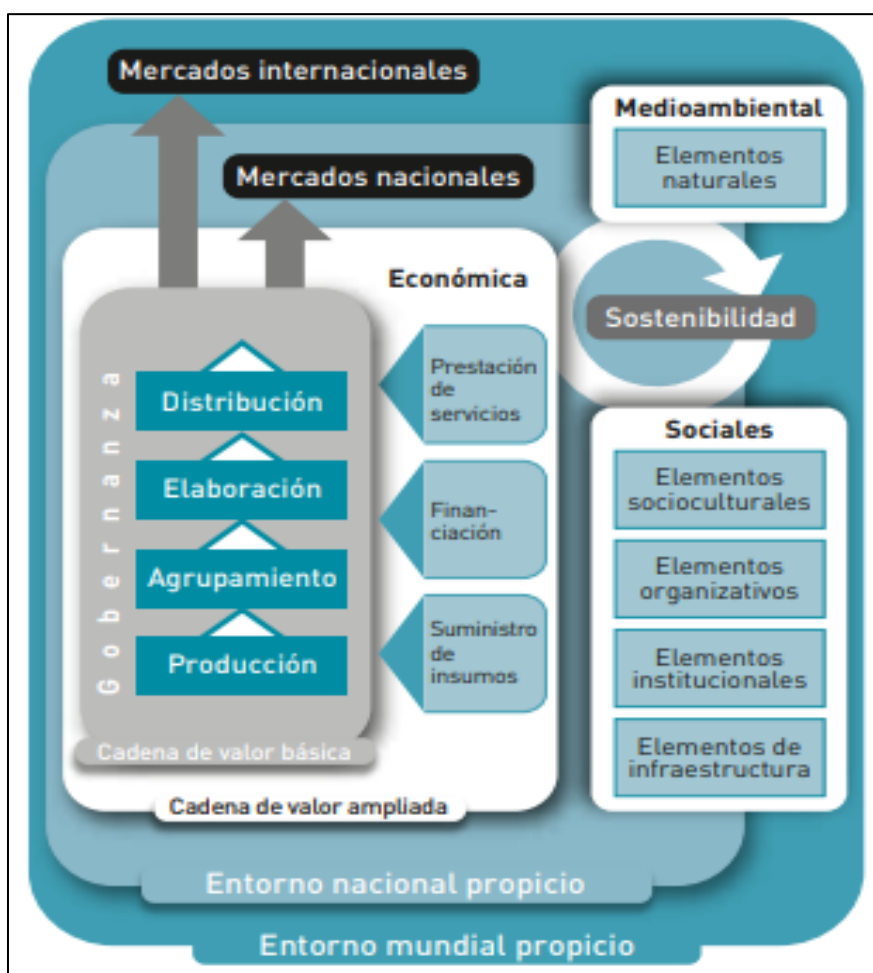 Mercados internacionales
Medioambiental
Elementos
naturales
Mercados nacionales
Económica
Sostenibilidad
Gobernanza
Distribución
Elaboración
Agrupamiento
Producción
Prestación
de
servicios
Finan-
ciación
Suministro
de
insumos
Sociales
Elementos
socioculturales
Elementos
organizativos
Elementos
institucionales
Elementos de
infraestructura
Cadena de valor básica
Cadena de valor ampliada
Entorno nacional propicio
Entorno mundial propicio